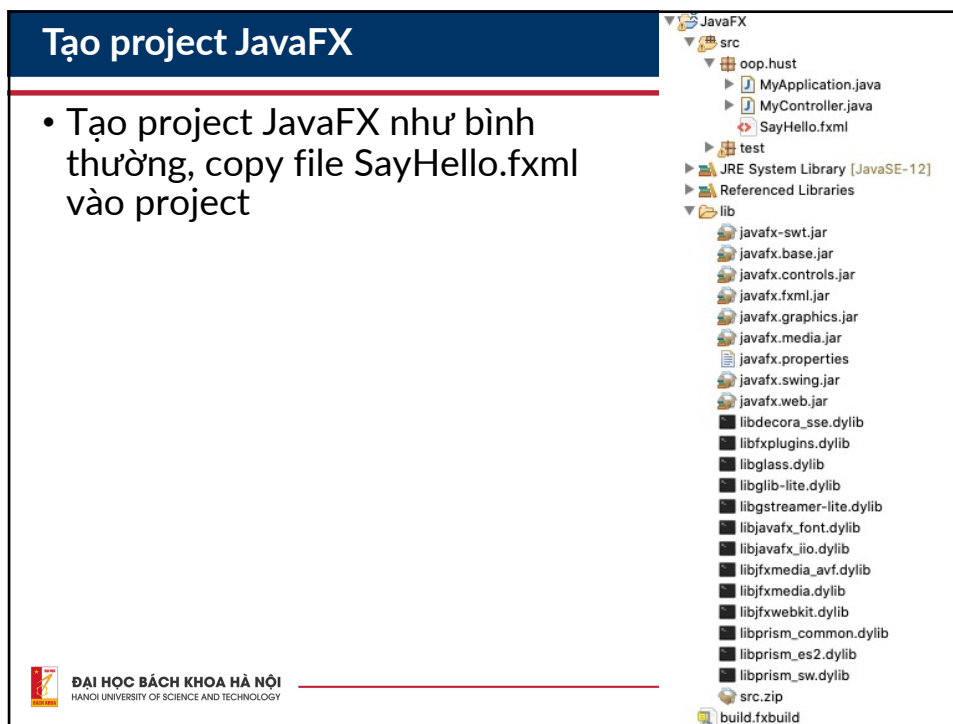 Tạo project JavaFX
• Tạo project JavaFX như bình
thường, copy file SayHello.fxml
vào project
JavaFX
src
oop.hust
MyApplication.java
MyController.java
SayHello.fxml
test
JRE System Library [JavaSE-12]
Referenced Libraries
lib
javafx-swt.jar
javafx.base.jar
javafx.controls.jar
javafx.fxml.jar
javafx.graphics.jar
javafx.media.jar
javafx.properties
javafx.swing.jar
javafx.web.jar
libdecora_sse.dylib
libfxplugins.dylib
libglass.dylib
libglib-lite.dylib
libgstreamer-lite.dylib
libjavafx_font.dylib
libjavafx_iio.dylib
libjfxmedia_avf.dylib
libjfxmedia.dylib
libjfxwebkit.dylib
libprism_common.dylib
libprism_es2.dylib
libprism_sw.dylib
src.zip
build.fxbuild
BÁCH KHOA
ĐẠI HỌC BÁCH KHOA HÀ NỘI
HANOI UNIVERSITY OF SCIENCE AND TECHNOLOGY